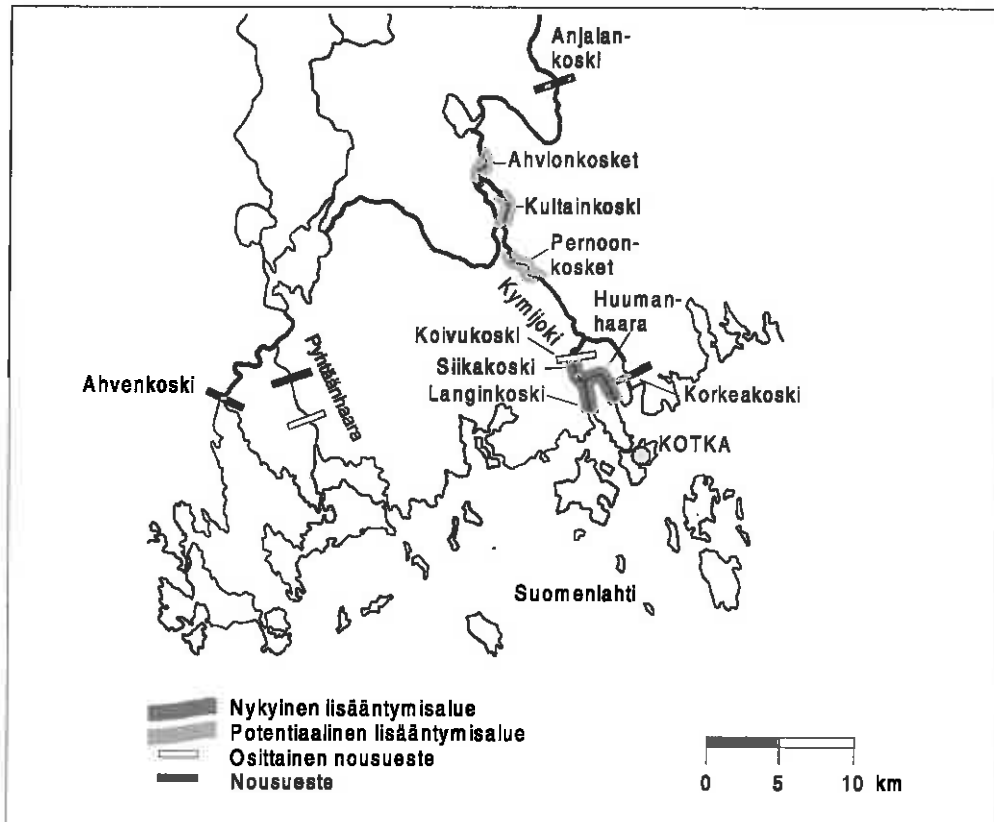 Anjalan-
koski
Ahvionkosket
Kultainkoski
Pernoon-
kosket
Kymijoki
Huuman-
haara
Koivukoski
Siikakoski
Langinkoski
Korkeakoski
Ahvenkoski
Pyhtäänhaara
KOTKA
Suomenlahti
Nykyinen lisääntymisalue
Potentiaalinen lisääntymisalue
Osittainen nousueste
Nousueste
0 5 10 km